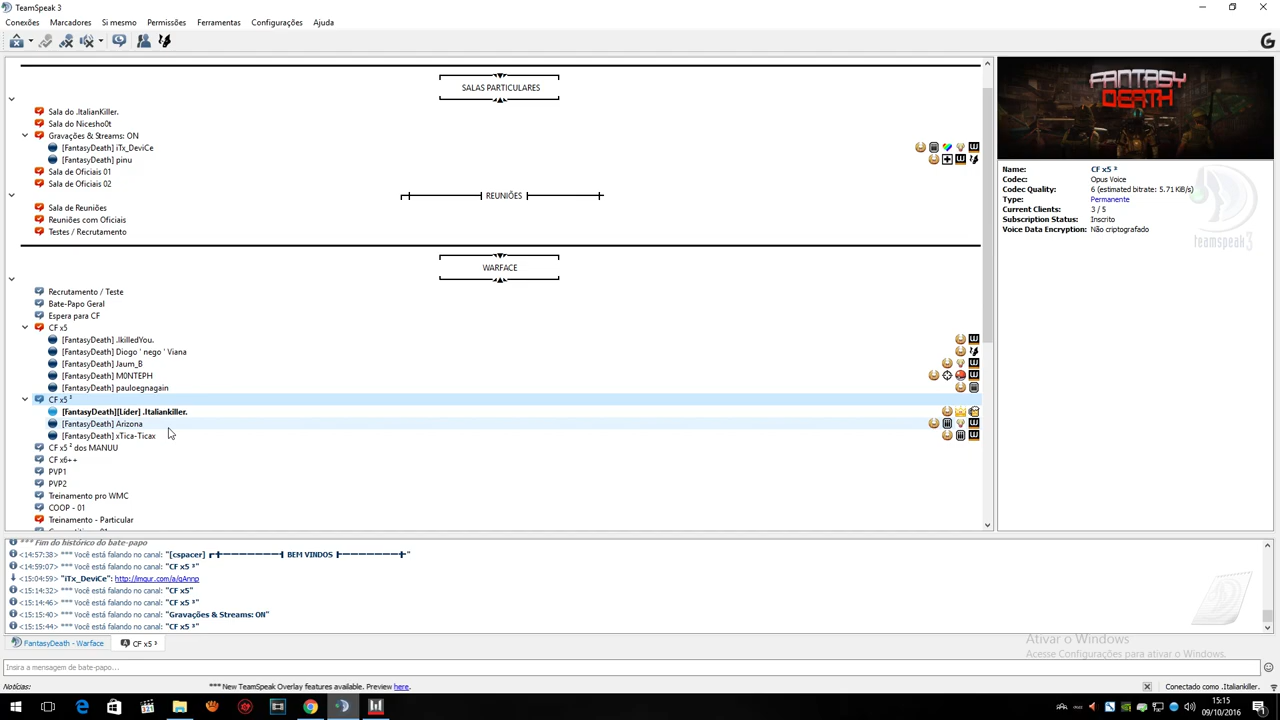 TeamSpeak 3
Conexões Marcadores Si mesmo Permissões Ferramentas Configurações Ajuda
SALAS PARTICULARES
Sala do .ItalianKiller.
Sala do Nicesho0t
Gravações & Streams: ON
[FantasyDeath] iTx_DeviCe
[FantasyDeath] pinu
Sala de Oficiais 01
Sala de Oficiais 02
REUNIÕES
Sala de Reuniões
Reuniões com Oficiais
Testes / Recrutamento
WARFACE
Recrutamento / Teste
Bate-Papo Geral
Espera para CF
CF x5
[FantasyDeath] .IkilledYou.
[FantasyDeath] Diogo ' nego ' Viana
[FantasyDeath] Jaum_B
[FantasyDeath] M0NTEPH
[FantasyDeath] pauloegnagain
CF x5 ³
[fantasyDeath][Líder] .Italiankiller.
[FantasyDeath] Arizona
[FantasyDeath] xTica-Ticax
CF x5 ² dos MANUU
CF x6++
PVP1
PVP2
Treinamento pro WMC
COOP - 01
Treinamento - Particular
FANTASY
DEATH
Name: CF x5 ³
Codec: Opus Voice
Codec Quality: 6 (estimated bitrate: 5.71 KiB/s)
Type: Permanente
Current Clients: 3 / 5
Subscription Status: Inscrito
Voice Data Encryption: Não criptografado
teamspeak 3
*** Fim do histórico do bate-papo
<14:57:38> *** Você está falando no canal: "[cspacer] ┏╋━━━━━━━┫ BEM VINDOS ┣━━━━━━━╋"
<14:59:07> *** Você está falando no canal: "CF x5 ³"
<15:04:59> "iTx_DeviCe": http://imgur.com/a/qAnnp
<15:14:32> *** Você está falando no canal: "CF x5"
<15:14:46> *** Você está falando no canal: "CF x5 ³"
<15:15:40> *** Você está falando no canal: "Gravações & Streams: ON"
<15:15:44> *** Você está falando no canal: "CF x5 ³"
FantasyDeath - Warface CF x5 ³
Ativar o Windows
Acesse Configurações para ativar o Windows.
Insira a mensagem de bate-papo...
Notícias: *** New TeamSpeak Overlay features available. Preview here. Conectado como .Italiankiller.
15:15
09/10/2016